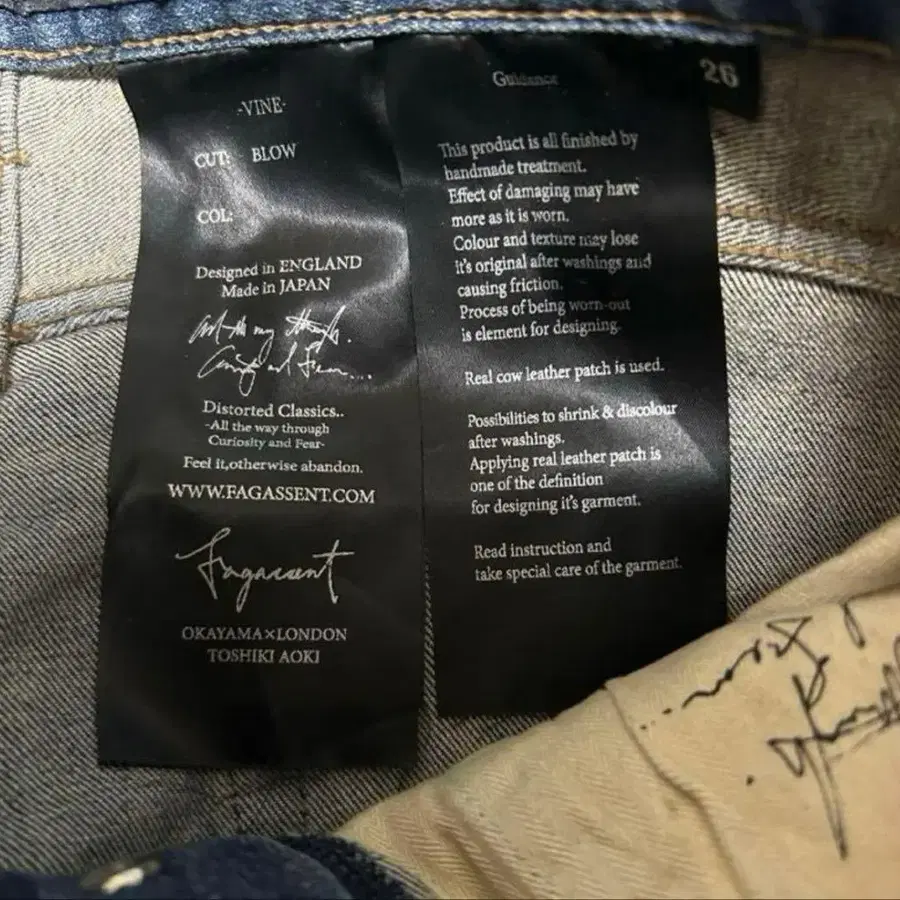 -VINE-
CUT: BLOW
COL:
Designed in ENGLAND
Made in JAPAN
Distorted Classics..
-All the way through
Curiosity and Fear-
Feel it,otherwise abandon.
WWW.FAGASSENT.COM
Fagassent
OKAYAMA×LONDON
TOSHIKI AOKI
Guidance
This product is all finished by
handmade treatment.
Effect of damaging may have
more as it is worn.
Colour and texture may lose
it's original after washings and
causing friction.
Process of being worn-out
is element for designing.
Real cow leather patch is used.
Possibilities to shrink & discolour
after washings.
Applying real leather patch is
one of the definition
for designing it's garment.
Read instruction and
take special care of the garment.
26